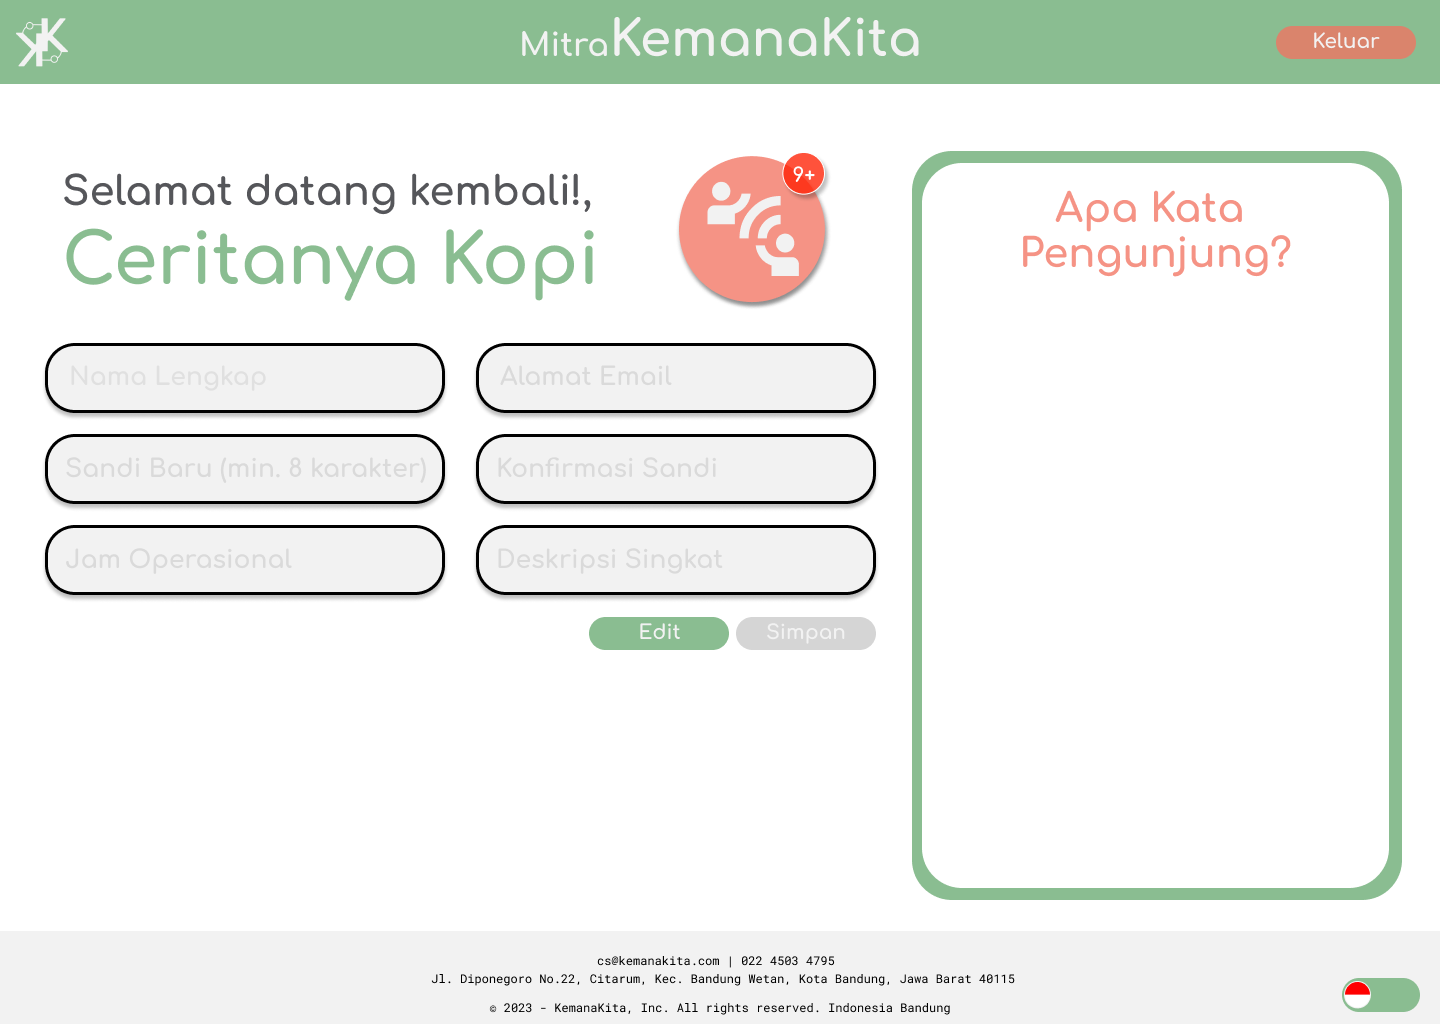 MitraKemanaKita
Keluar
Selamat datang kembali!,
Ceritanya Kopi
9+
Nama Lengkap
Alamat Email
Sandi Baru (min. 8 karakter)
Konfirmasi Sandi
Jam Operasional
Deskripsi Singkat
Edit
Simpan
Apa Kata
Pengunjung?
cs@kemanakita.com | 022 4503 4795
Jl. Diponegoro No.22, Citarum, Kec. Bandung Wetan, Kota Bandung, Jawa Barat 40115
© 2023 - KemanaKita, Inc. All rights reserved. Indonesia Bandung